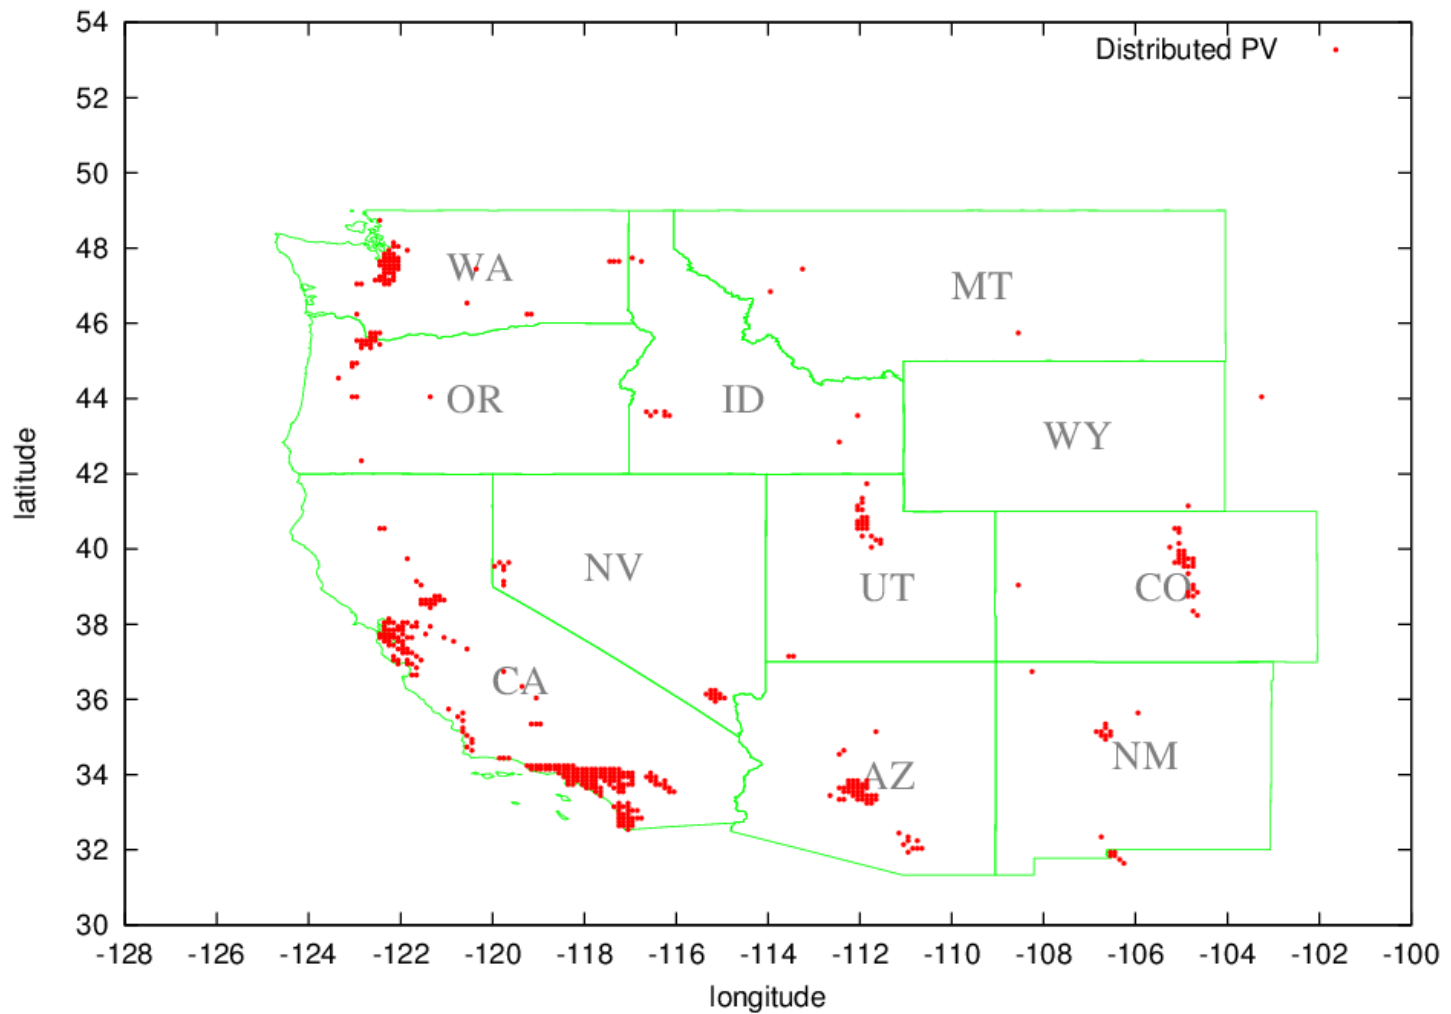 54
Distributed PV
52
50
48
WA
MT
46
44
OR
ID
WY
latitude
42
40
NV
UT
CO
38
36
CA
34
AZ
NM
32
30
-128 -126 -124 -122 -120 -118 -116 -114 -112 -110 -108 -106 -104 -102 -100
longitude